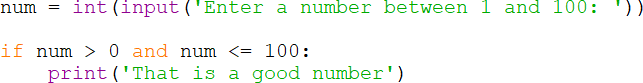 num = int(input('Enter a number between 1 and 100: '))
if num > 0 and num <= 100:
    print('That is a good number')